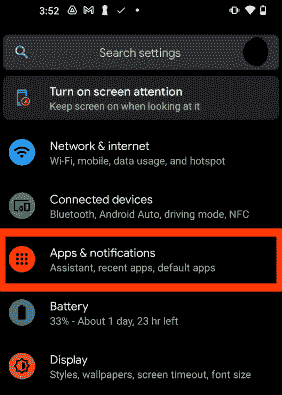 3:52
Search settings
Turn on screen attention
Keep screen on when looking at it
Network & internet
Wi-Fi, mobile, data usage, and hotspot
Connected devices
Bluetooth, Android Auto, driving mode, NFC
Apps & notifications
Assistant, recent apps, default apps
Battery
33% - About 1 day, 23 hr left
Display
Styles, wallpapers, screen timeout, font size